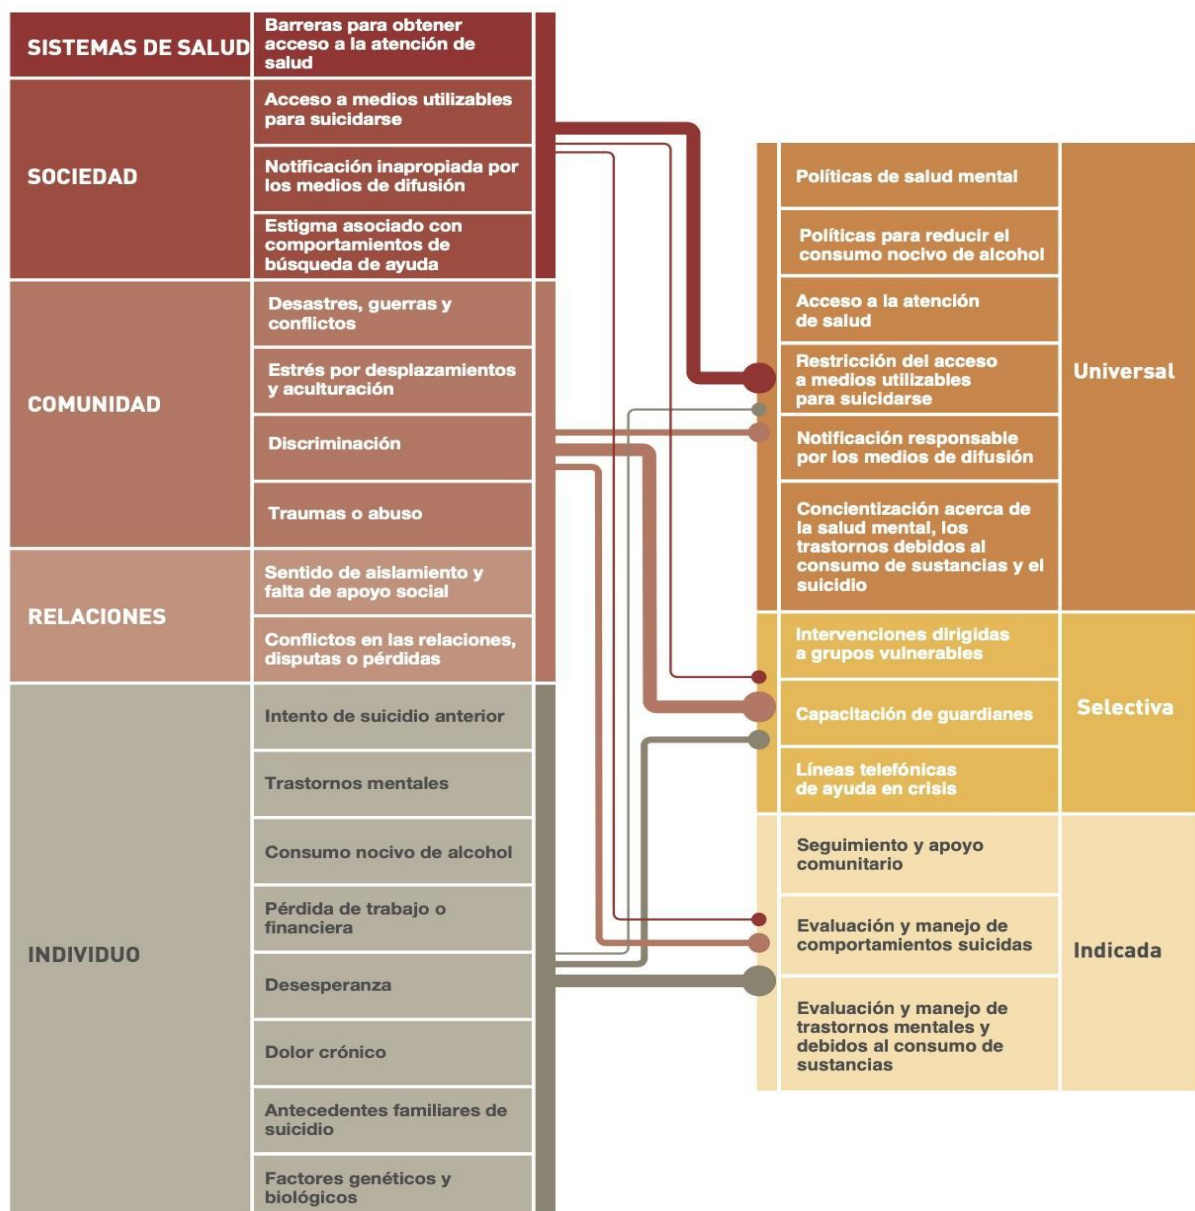 SISTEMAS DE SALUD
Barreras para obtener
acceso a la atención de
salud
SOCIEDAD
Acceso a medios utilizables
para suicidarse
Notificación inapropiada por
los medios de difusión
Estigma asociado con
comportamientos de
búsqueda de ayuda
COMUNIDAD
Desastres, guerras y
conflictos
Estrés por desplazamientos
y aculturación
Discriminación
Traumas o abuso
RELACIONES
Sentido de aislamiento y
falta de apoyo social
Conflictos en las relaciones,
disputas o pérdidas
INDIVIDUO
Intento de suicidio anterior
Trastornos mentales
Consumo nocivo de alcohol
Pérdida de trabajo o
financiera
Desesperanza
Dolor crónico
Antecedentes familiares de
suicidio
Factores genéticos y
biológicos
Universal
Políticas de salud mental
Políticas para reducir el
consumo nocivo de alcohol
Acceso a la atención
de salud
Restricción del acceso
a medios utilizables
para suicidarse
Notificación responsable
por los medios de difusión
Concientización acerca de
la salud mental, los
trastornos debidos al
consumo de sustancias y el
suicidio
Selectiva
Intervenciones dirigidas
a grupos vulnerables
Capacitación de guardianes
Líneas telefónicas
de ayuda en crisis
Indicada
Seguimiento y apoyo
comunitario
Evaluación y manejo de
comportamientos suicidas
Evaluación y manejo de
trastornos mentales y
debidos al consumo de
sustancias